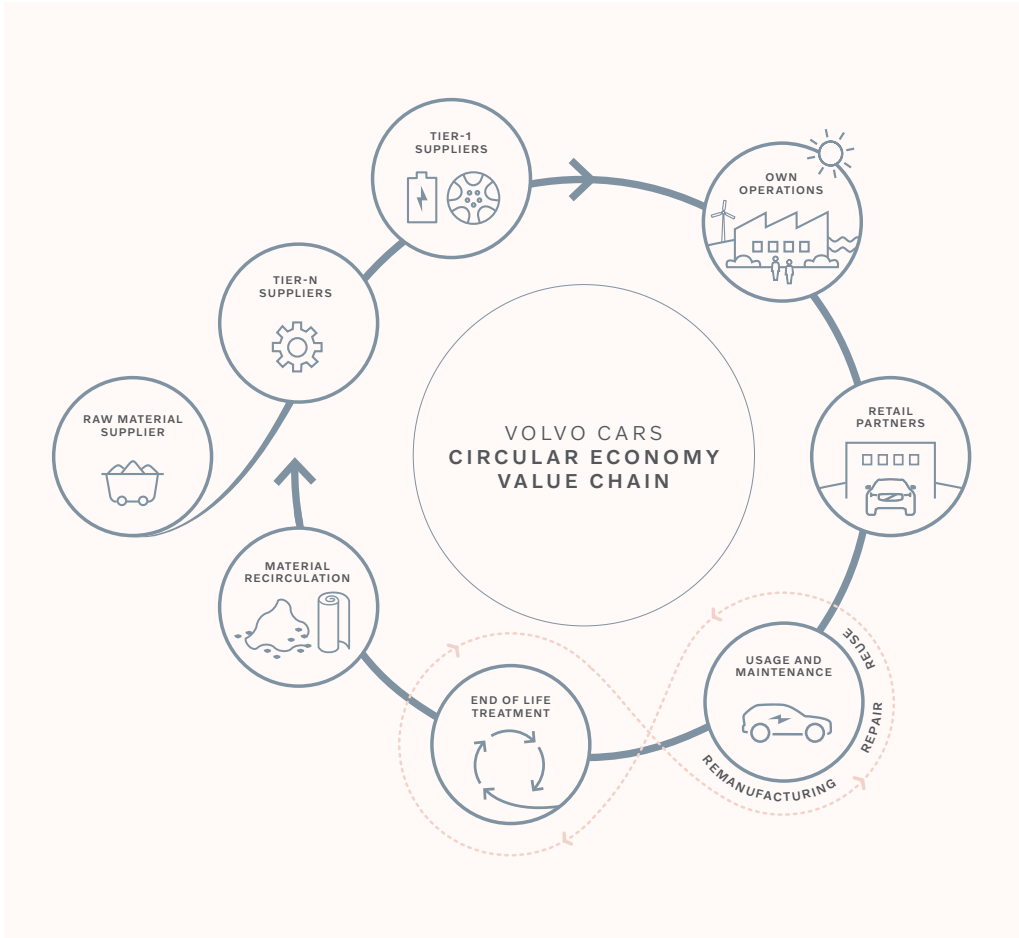 TIER-1
SUPPLIERS
OWN
OPERATIONS
TIER-N
SUPPLIERS
RAW MATERIAL
SUPPLIER
RETAIL
PARTNERS
VOLVO CARS
CIRCULAR ECONOMY
VALUE CHAIN
MATERIAL
RECIRCULATION
END OF LIFE
TREATMENT
USAGE AND
MAINTENANCE
REUSE
REPAIR
REMANUFACTURING